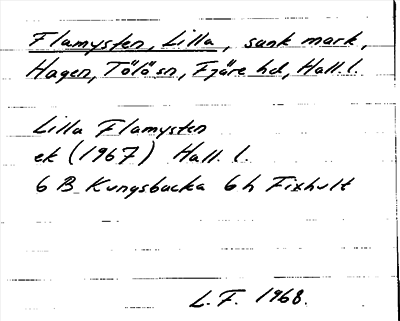 Flamysten, Lilla, sank mark,
Hagen, Tölö sn, Fjäre hd, Hall. l.
Lilla Flamysten
ek (1967) Hall. l.
6 B Kungsbacka 6 h Fixhult
L. F. 1968.